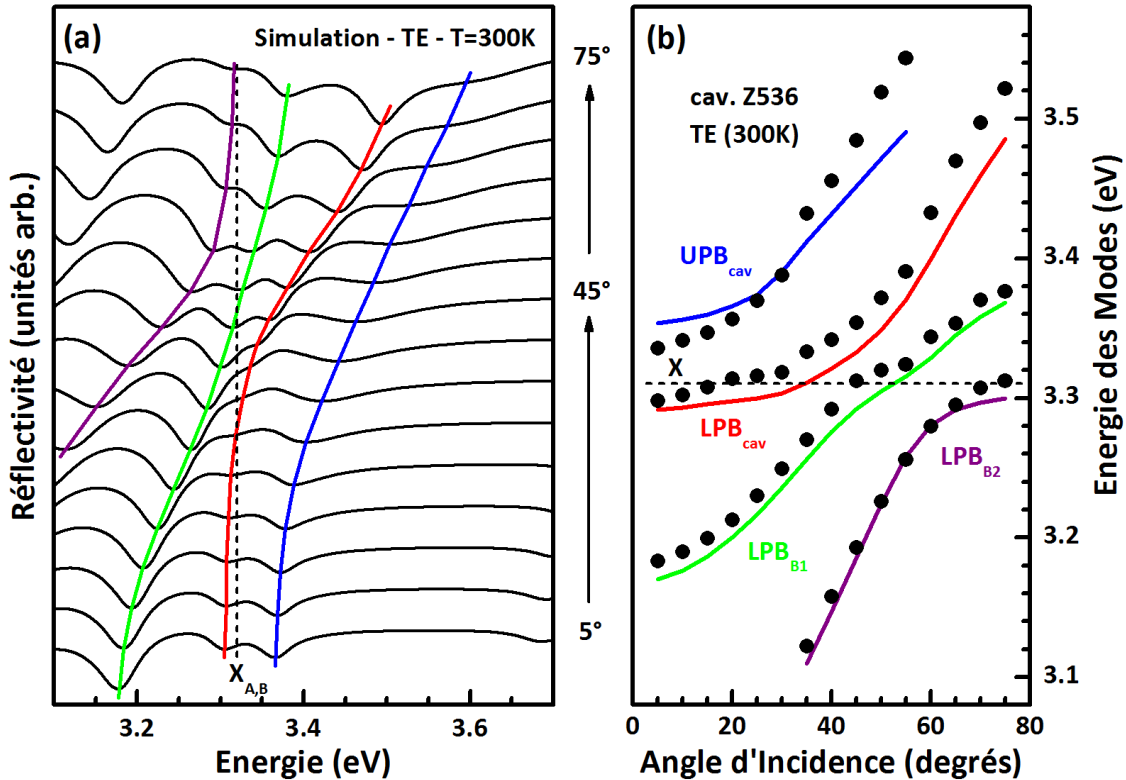 (a)
Simulation - TE - T=300K
75°
45°
5°
X A,B
Réflectivité (unités arb.)
3.2
3.4
3.6
Energie (eV)
(b)
cav. Z536
TE (300K)
UPB cav
X
LPB cav
LPB B2
LPB B1
3.5
3.4
3.3
3.2
3.1
Energie des Modes (eV)
0
20
40
60
80
Angle d'Incidence (degrés)